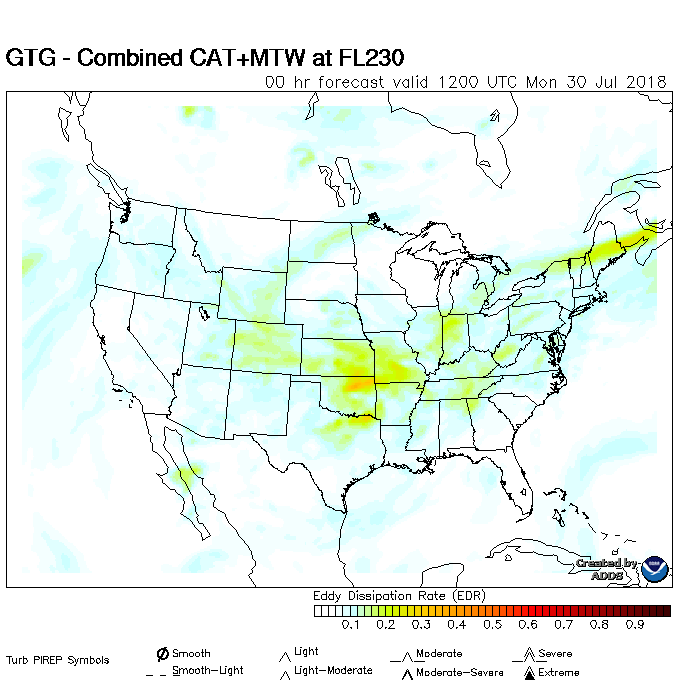 GTG - Combined CAT+MTW at FL230
00 hr forecast valid 1200 UTC Mon 30 Jul 2018
Created by
ADDS
Eddy Dissipation Rate (EDR)
0.1 0.2 0.3 0.4 0.5 0.6 0.7 0.8 0.9
Turb PIREP Symbols
Smooth Light Moderate Severe
Smooth-Light Light-Moderate Moderate-Severe Extreme